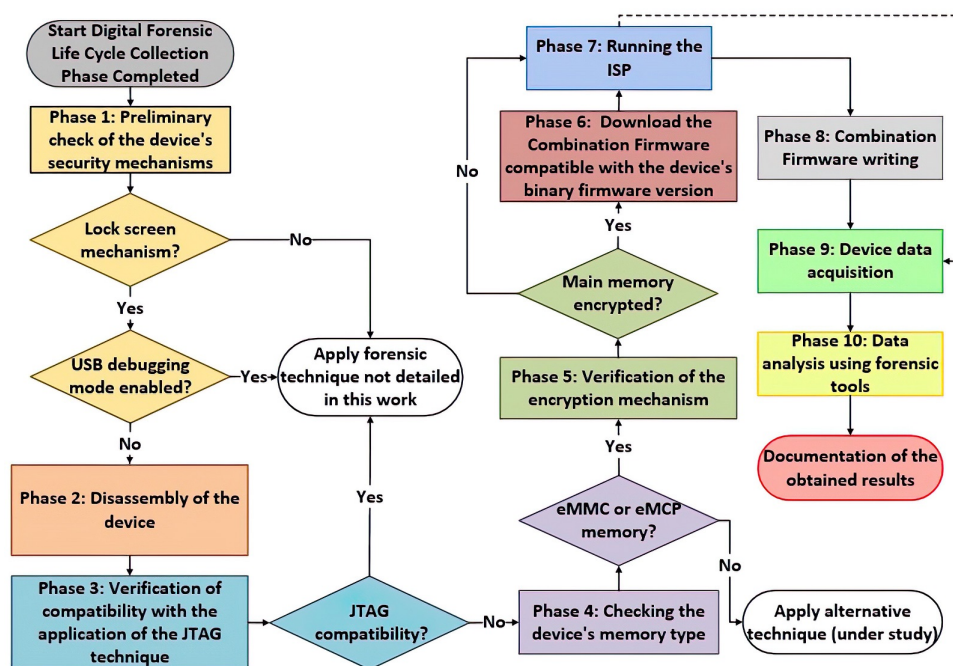 Start Digital Forensic
Life Cycle Collection
Phase Completed
Phase 1: Preliminary
check of the device's
security mechanisms
Lock screen
mechanism?
No
Yes
USB debugging
mode enabled?
Yes
No
Apply forensic
technique not detailed
in this work
Phase 2: Disassembly of the
device
Phase 3: Verification of
compatibility with the
application of the JTAG
technique
JTAG
compatibility?
Yes
No
Phase 4: Checking the
device's memory type
eMMC or eMCP
memory?
No
Apply alternative
technique (under study)
Yes
Phase 5: Verification of the
encryption mechanism
Main memory
encrypted?
No
Yes
Phase 6: Download the
Combination Firmware
compatible with the device's
binary firmware version
Phase 7: Running the
ISP
Phase 8: Combination
Firmware writing
Phase 9: Device data
acquisition
Phase 10: Data
analysis using forensic
tools
Documentation of the
obtained results